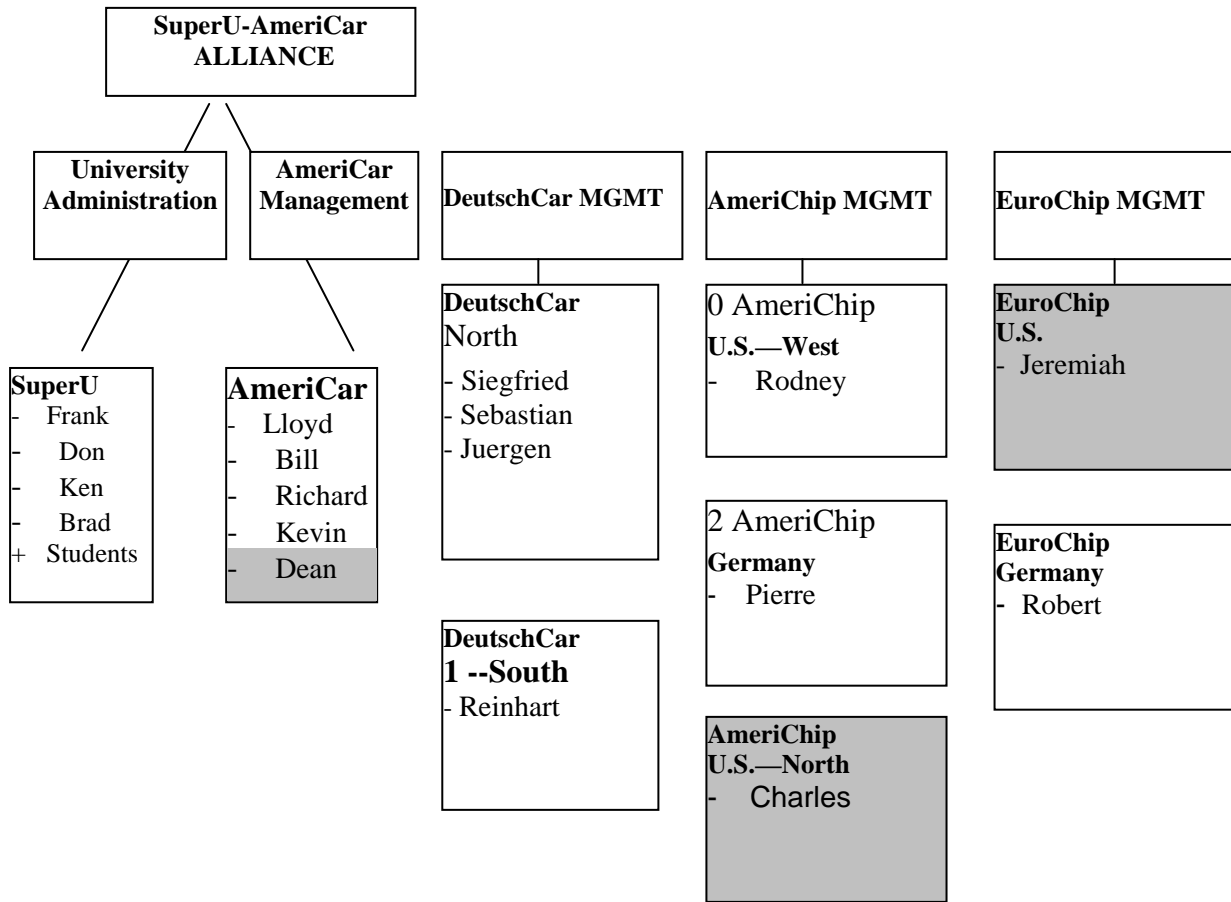 SuperU-AmeriCar
ALLIANCE
University
Administration
AmeriCar
Management
DeutschCar MGMT
AmeriChip MGMT
EuroChip MGMT
SuperU
- Frank
- Don
- Ken
- Brad
+ Students
AmeriCar
- Lloyd
- Bill
- Richard
- Kevin
- Dean
DeutschCar
North
- Siegfried
- Sebastian
- Juergen
DeutschCar
1 --South
- Reinhart
0 AmeriChip
U.S.—West
- Rodney
2 AmeriChip
Germany
- Pierre
AmeriChip
U.S.—North
- Charles
EuroChip
U.S.
- Jeremiah
EuroChip
Germany
- Robert